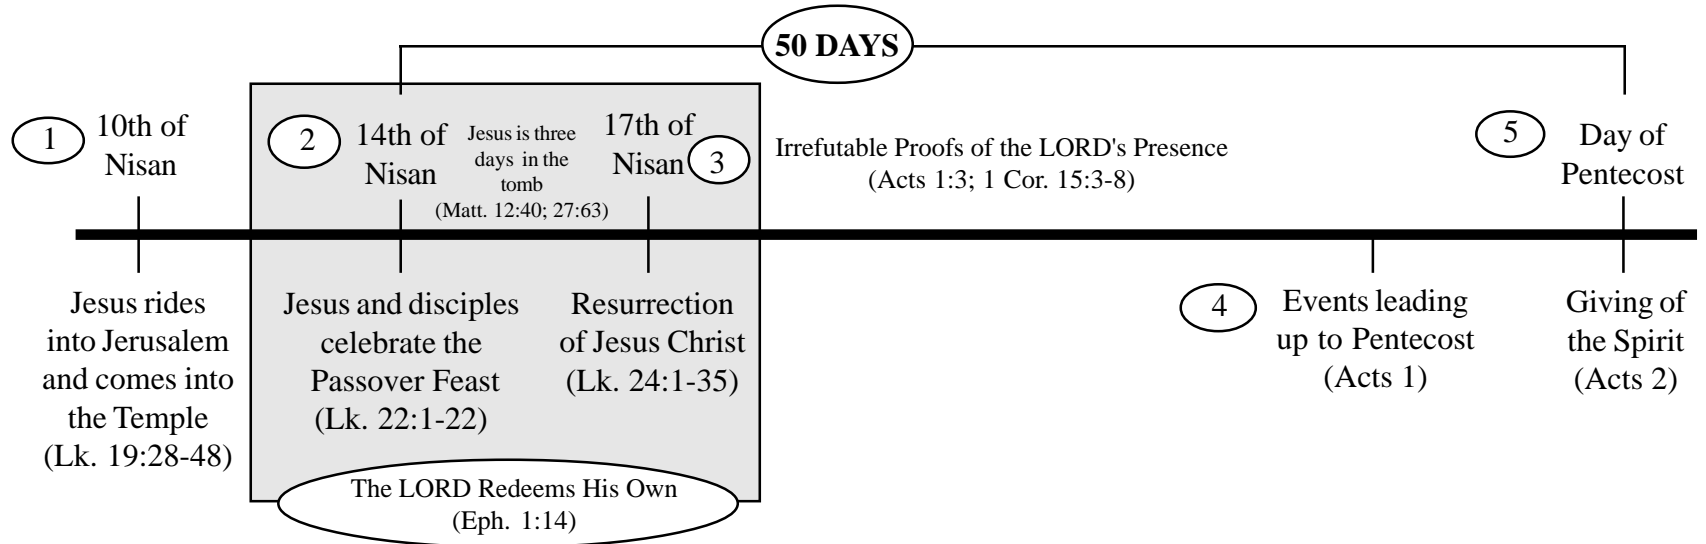 50 DAYS
1
10th of
Nisan
2
14th of
Nisan
Jesus is three
days in the
tomb
(Matt. 12:40; 27:63)
17th of
Nisan
3
Irrefutable Proofs of the LORD's Presence
(Acts 1:3; 1 Cor. 15:3-8)
5
Day of
Pentecost
Jesus rides
into Jerusalem
and comes into
the Temple
(Lk. 19:28-48)
Jesus and disciples
celebrate the
Passover Feast
(Lk. 22:1-22)
Resurrection
of Jesus Christ
(Lk. 24:1-35)
4
Events leading
up to Pentecost
(Acts 1)
Giving of
the Spirit
(Acts 2)
The LORD Redeems His Own
(Eph. 1:14)